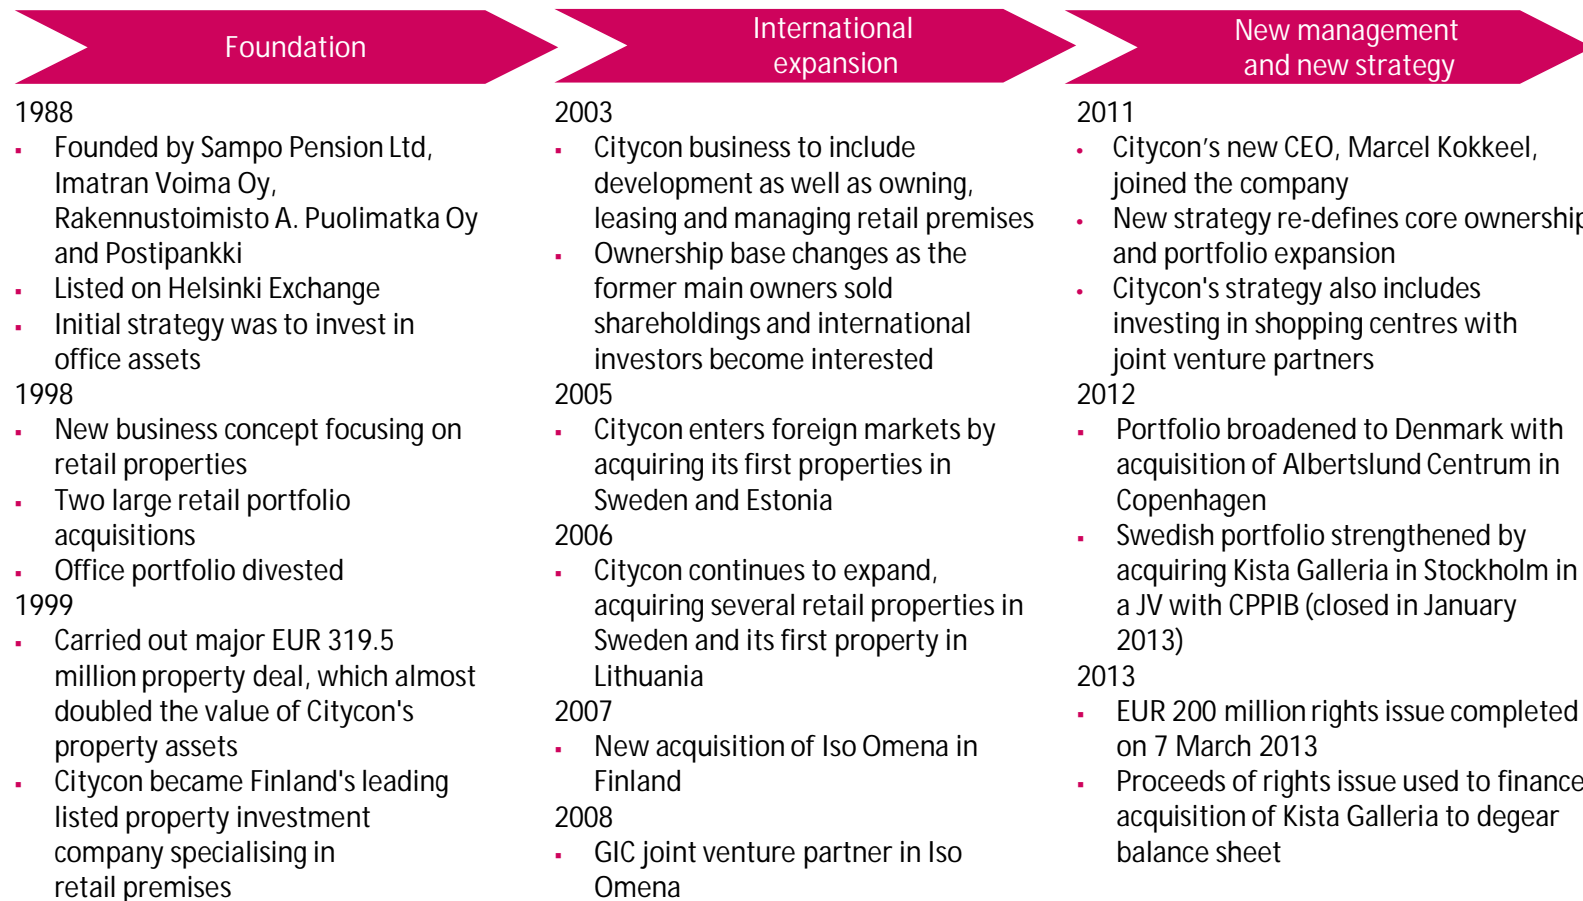 Foundation
1988
▪ Founded by Sampo Pension Ltd,
Imatran Voima Oy,
Rakennustoimisto A. Puolimatka Oy
and Postipankki
▪ Listed on Helsinki Exchange
▪ Initial strategy was to invest in
office assets
1998
▪ New business concept focusing on
retail properties
▪ Two large retail portfolio
acquisitions
▪ Office portfolio divested
1999
▪ Carried out major EUR 319.5
million property deal, which almost
doubled the value of Citycon's
property assets
▪ Citycon became Finland's leading
listed property investment
company specialising in
retail premises
International
expansion
2003
▪ Citycon business to include
development as well as owning,
leasing and managing retail premises
▪ Ownership base changes as the
former main owners sold
shareholdings and international
investors become interested
2005
▪ Citycon enters foreign markets by
acquiring its first properties in
Sweden and Estonia
2006
▪ Citycon continues to expand,
acquiring several retail properties in
Sweden and its first property in
Lithuania
2007
▪ New acquisition of Iso Omena in
Finland
2008
▪ GIC joint venture partner in Iso
Omena
New management
and new strategy
2011
• Citycon’s new CEO, Marcel Kokkeel,
joined the company
• New strategy re-defines core ownership
and portfolio expansion
• Citycon's strategy also includes
investing in shopping centres with
joint venture partners
2012
▪ Portfolio broadened to Denmark with
acquisition of Albertslund Centrum in
Copenhagen
▪ Swedish portfolio strengthened by
acquiring Kista Galleria in Stockholm in
a JV with CPPIB (closed in January
2013)
2013
▪ EUR 200 million rights issue completed
on 7 March 2013
▪ Proceeds of rights issue used to finance
acquisition of Kista Galleria to degear
balance sheet